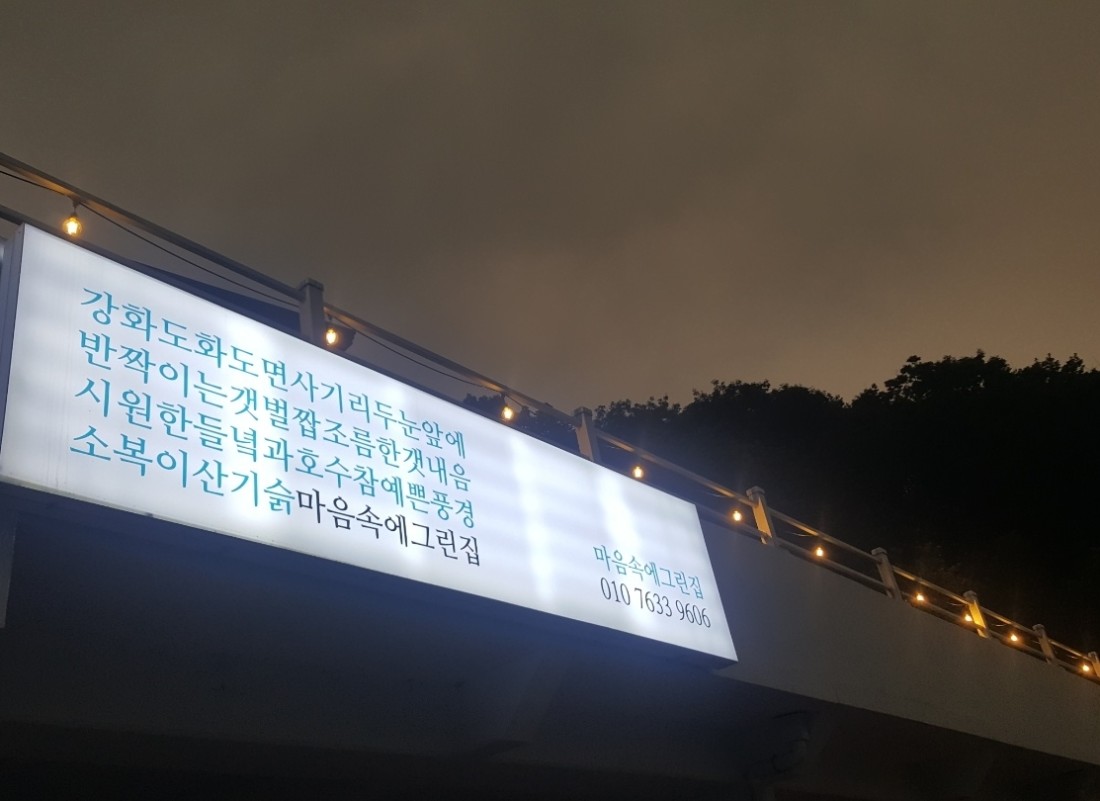 강화도화도면사기리두눈앞에
반짝이는갯벌짭조름한갯내음
시원한들녘과호수참예쁜풍경
소복이산기슭마음속에그린집
마음속에그린집
010 7633 9606